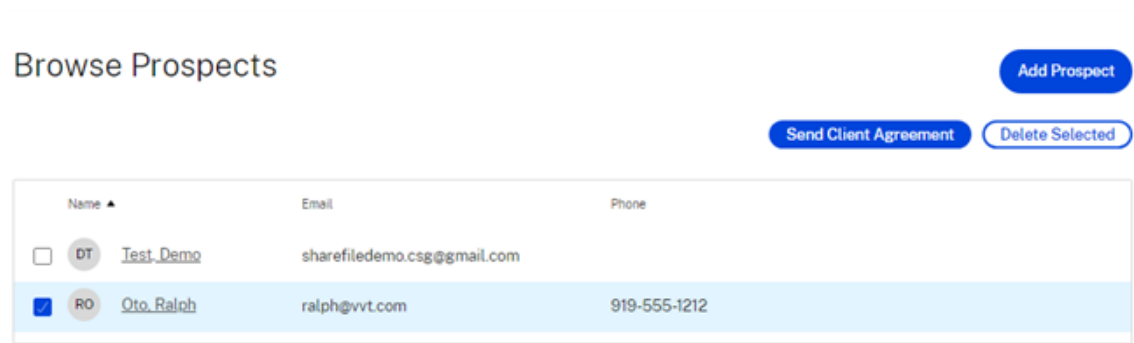 Browse Prospects
Add Prospect
Send Client Agreement Delete Selected
Name ▲ Email Phone
DT Test, Demo sharefiledemo.csg@gmail.com
RO Oto, Ralph ralph@vvt.com 919-555-1212